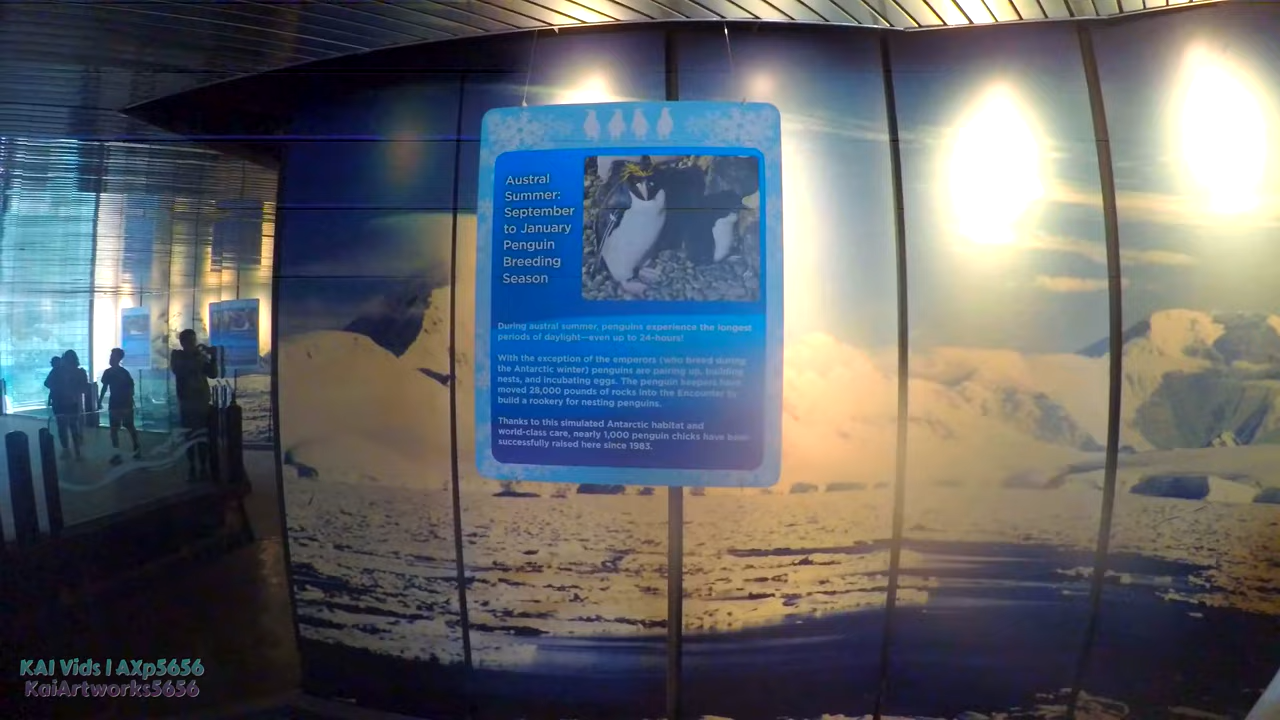 Austral
Summer:
September
to January
Penguin
Breeding
Season
During austral summer, penguins experience the longest
periods of daylight—even up to 24-hours!
With the exception of the emperors (who breed during
the Antarctic winter) penguins are pairing up, building
nests, and incubating eggs. The penguin keepers have
moved 28,000 pounds of rocks into the Encounter to
build a rookery for nesting penguins.
Thanks to this simulated Antarctic habitat and
world-class care, nearly 1,000 penguin chicks have been
successfully raised here since 1983.
KAI Vids | AXp5656
KaiArtworks5656